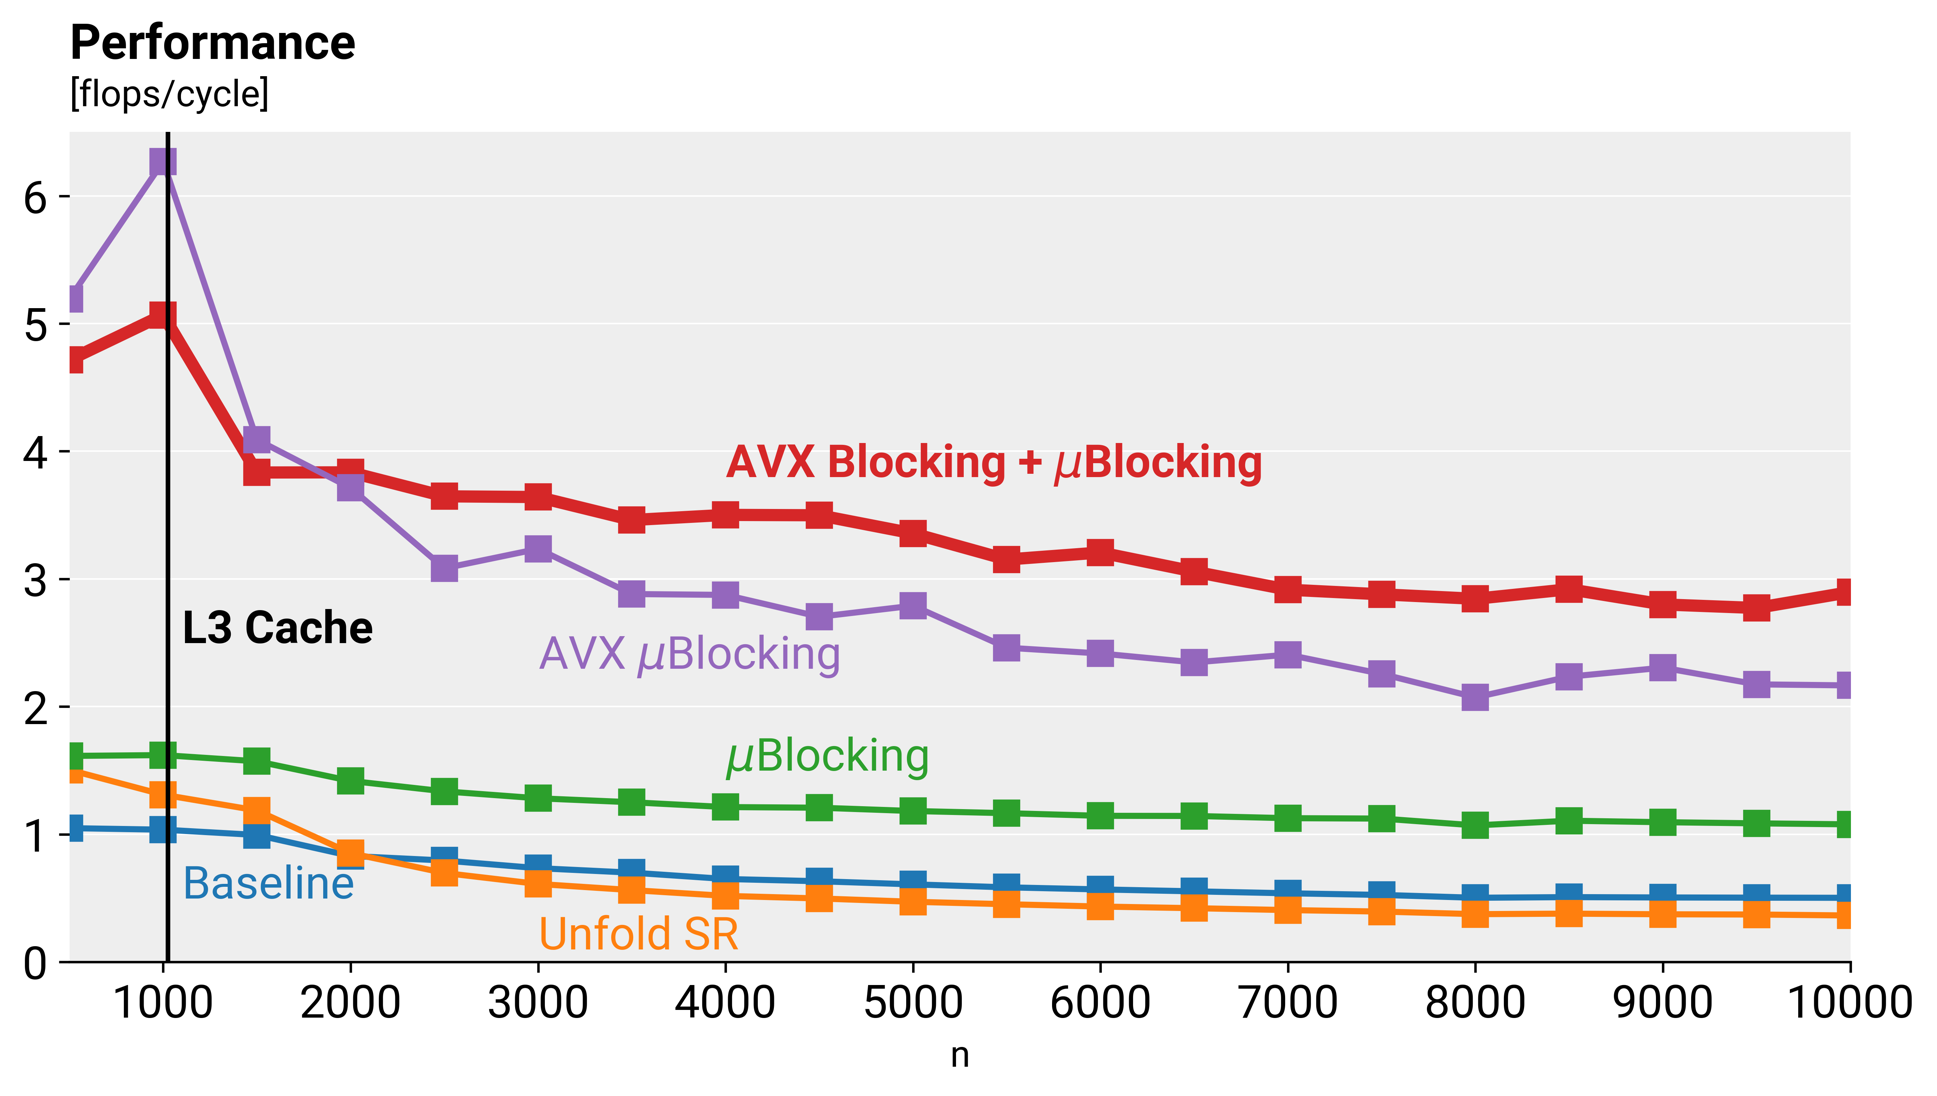 Performance
[flops/cycle]
6
5
4
3
2
1
0
AVX Blocking + μBlocking
L3 Cache
AVX μBlocking
μBlocking
Baseline
Unfold SR
1000 2000 3000 4000 5000 6000 7000 8000 9000 10000
n